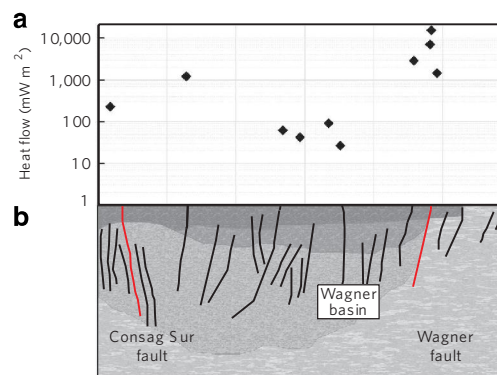 a
10,000
1,000
100
10
1
Heat flow (mW m⁻²)
b
Wagner
basin
Consag Sur
fault
Wagner
fault